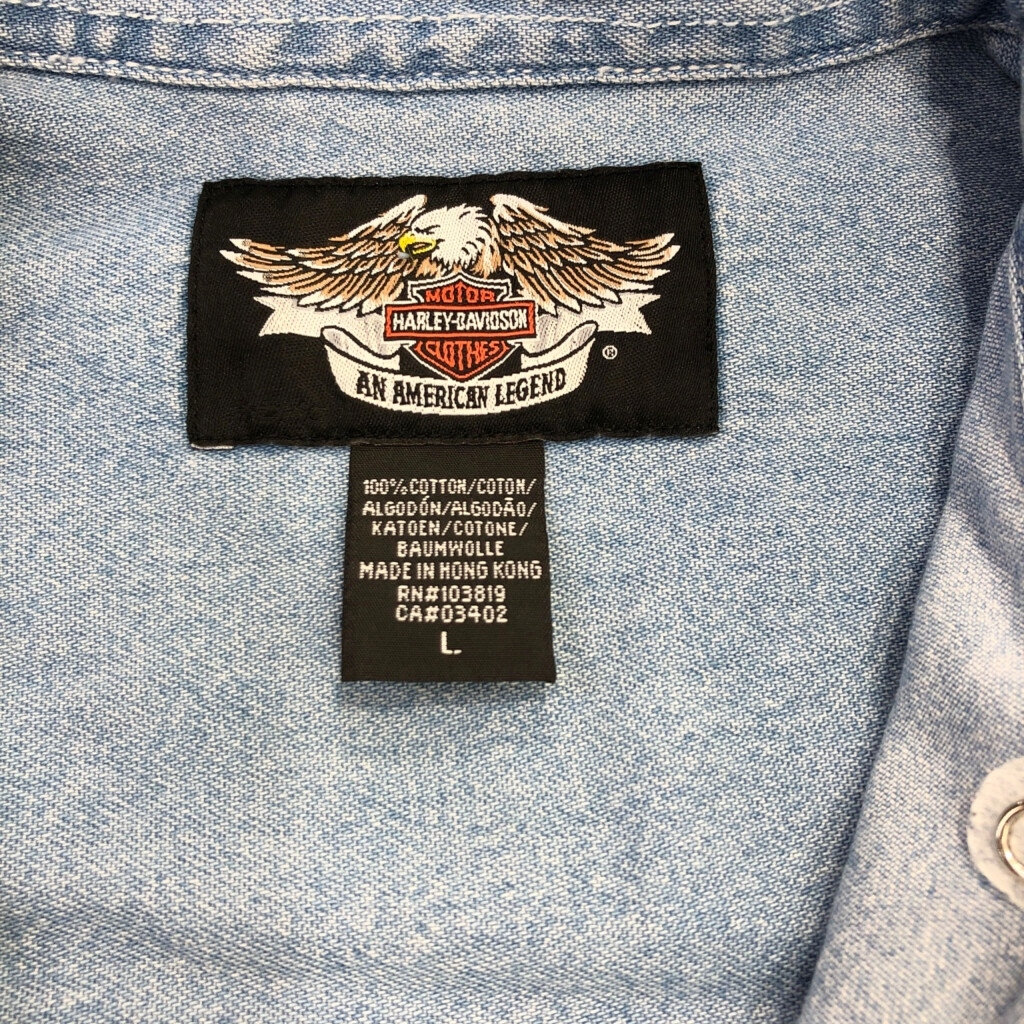 MOTOR
HARLEY-DAVIDSON
CLOTHES
®
AN AMERICAN LEGEND
100% COTTON/COTON/
ALGODÓN/ALGODÃO/
KATOEN/COTONE/
BAUMWOLLE
MADE IN HONG KONG
RN#103819
CA#03402
L.